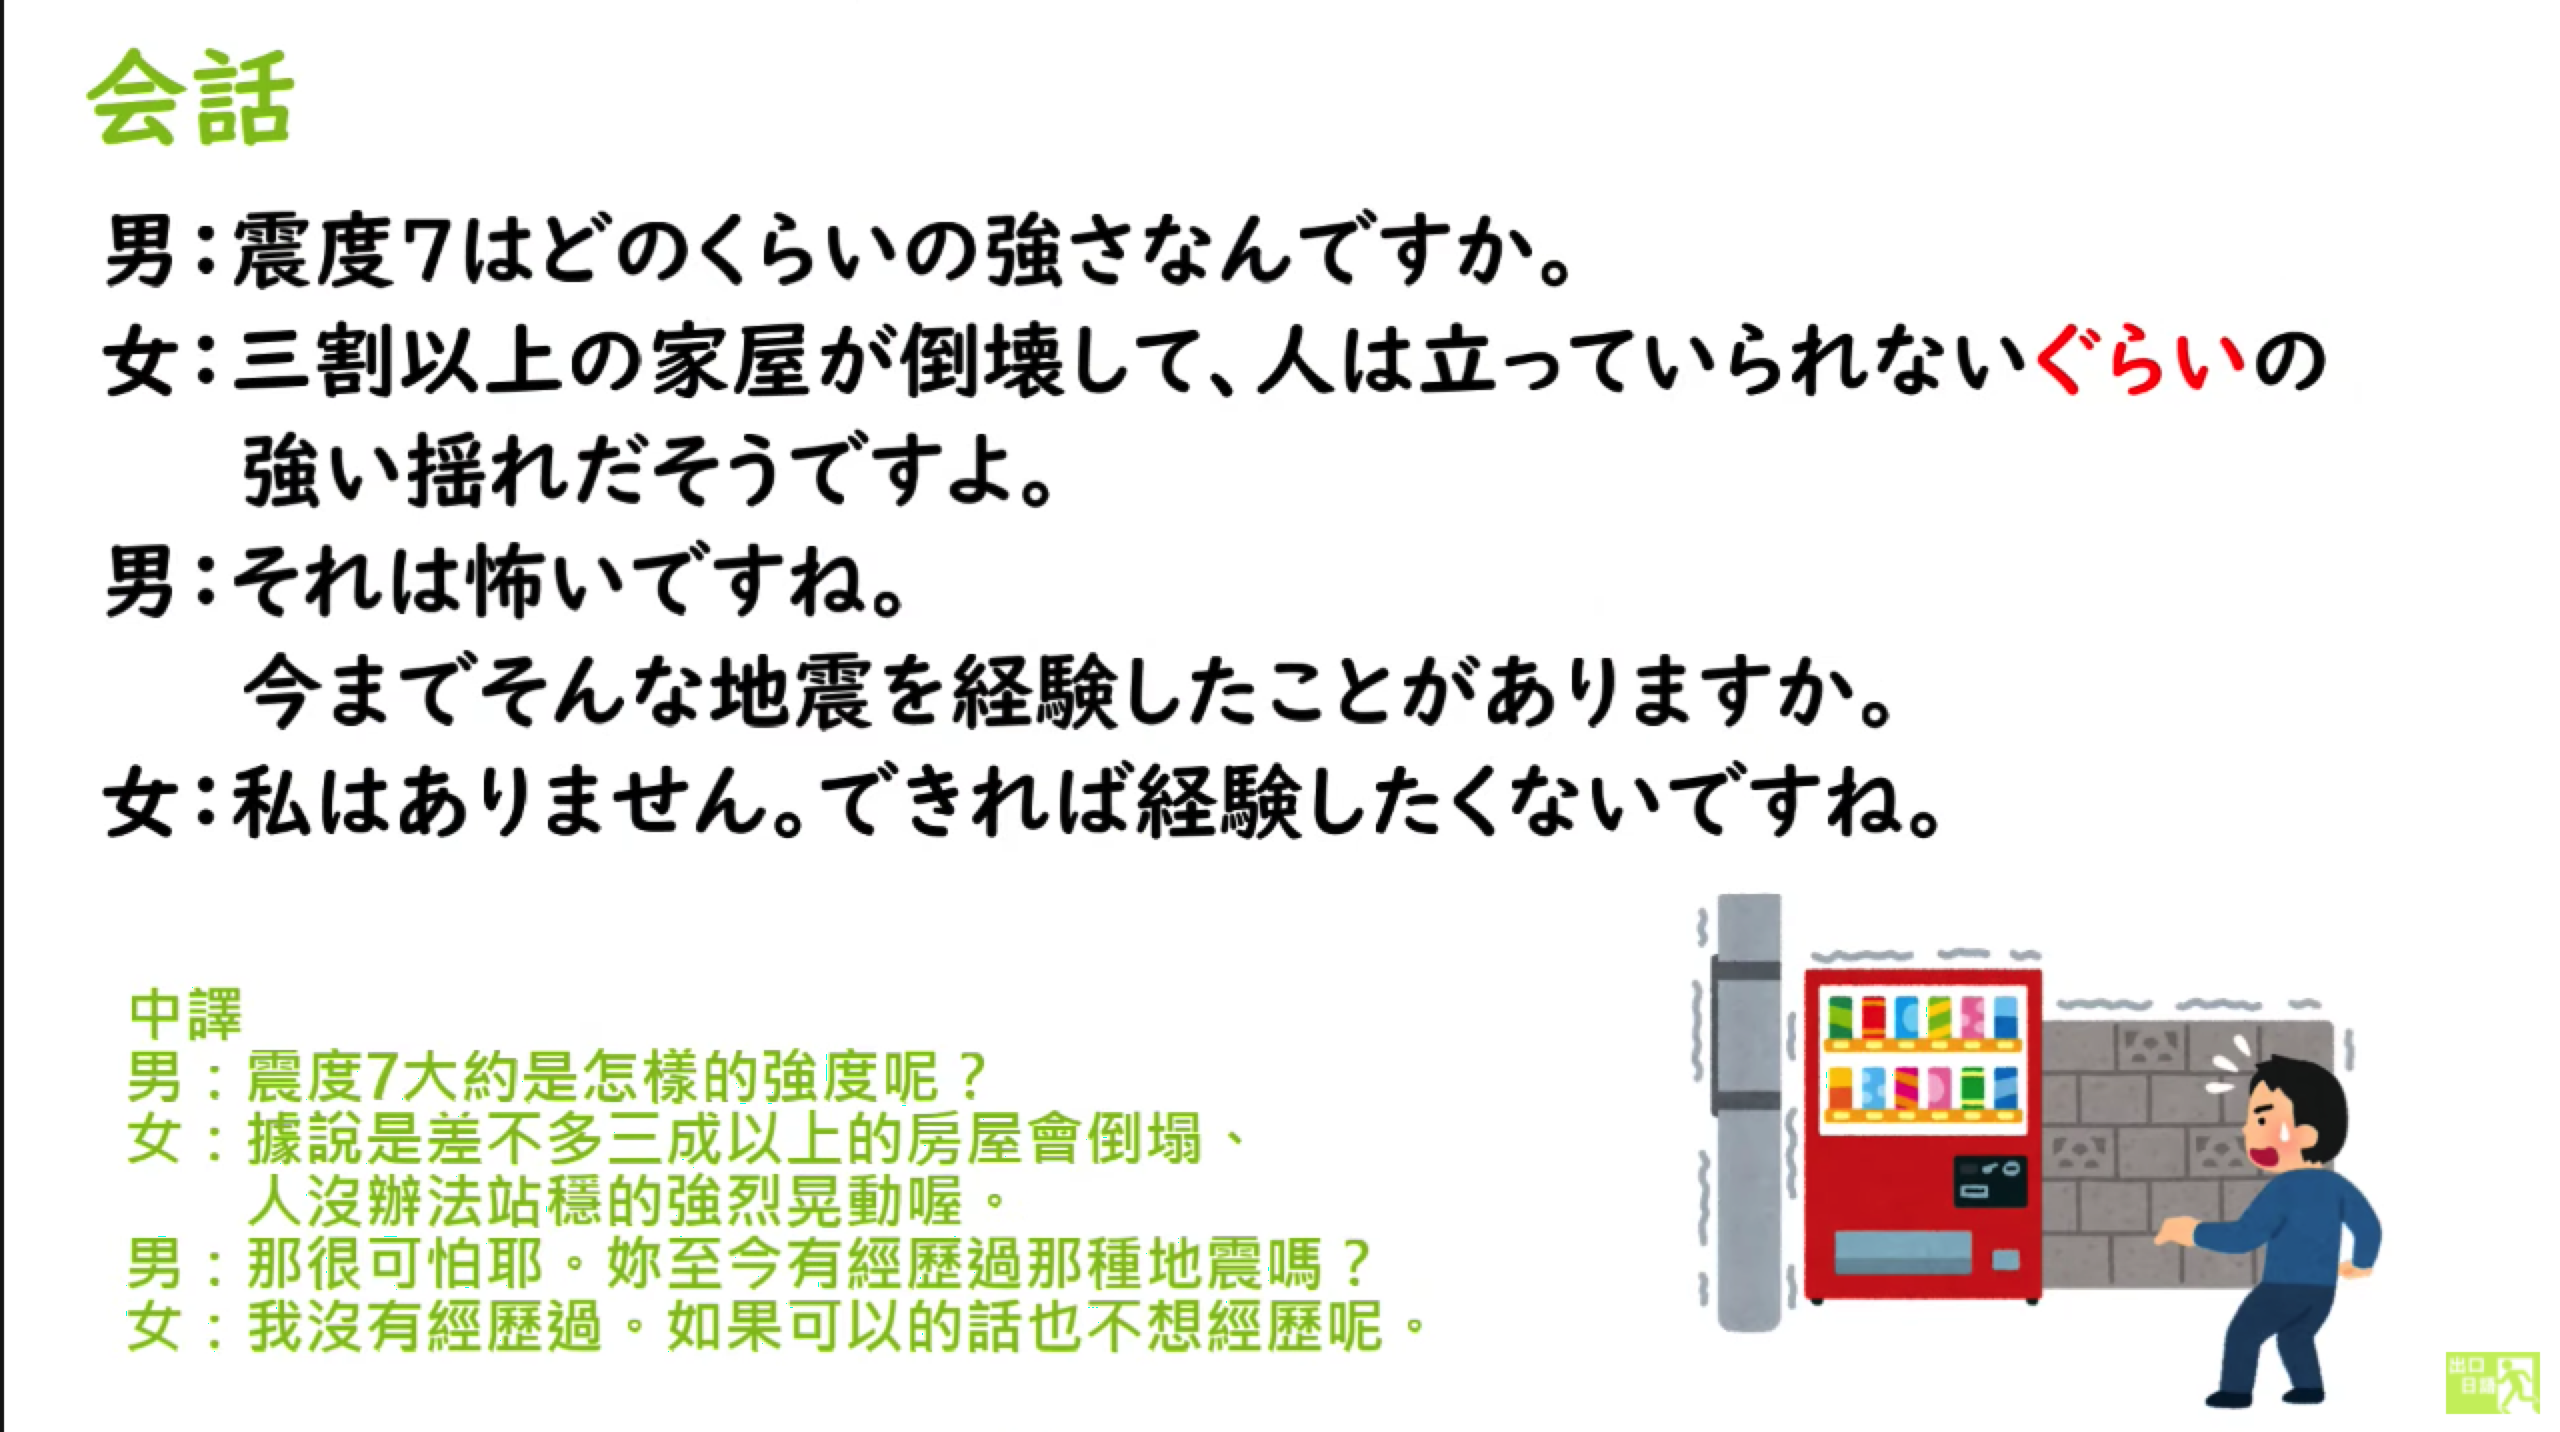 会話
男：震度7はどのくらいの強さなんですか。
女：三割以上の家屋が倒壊して、人は立っていられないぐらいの
強い揺れだそうですよ。
男：それは怖いですね。
今までそんな地震を経験したことがありますか。
女：私はありません。できれば経験したくないですね。
中譯
男：震度7大約是怎樣的強度呢？
女：據說是差不多三成以上的房屋會倒塌、
人沒辦法站穩的強烈晃動喔。
男：那很可怕耶。妳至今有經歷過那種地震嗎？
女：我沒有經歷過。如果可以的話也不想經歷呢。
出口
日語